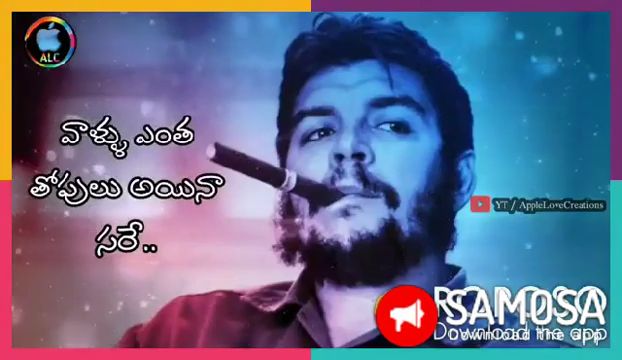 ALC
వాళ్ళు ఎంత
తోపులు అయినా
సరే..
YT / AppleLoveCreations
SAMOSA
Download the app